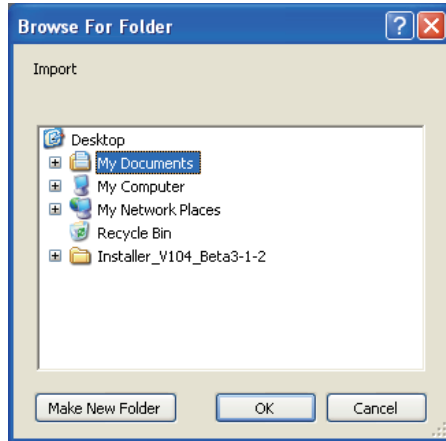 Browse For Folder
Import
Desktop
My Documents
My Computer
My Network Places
Recycle Bin
Installer_V104_Beta3-1-2
Make New Folder OK Cancel